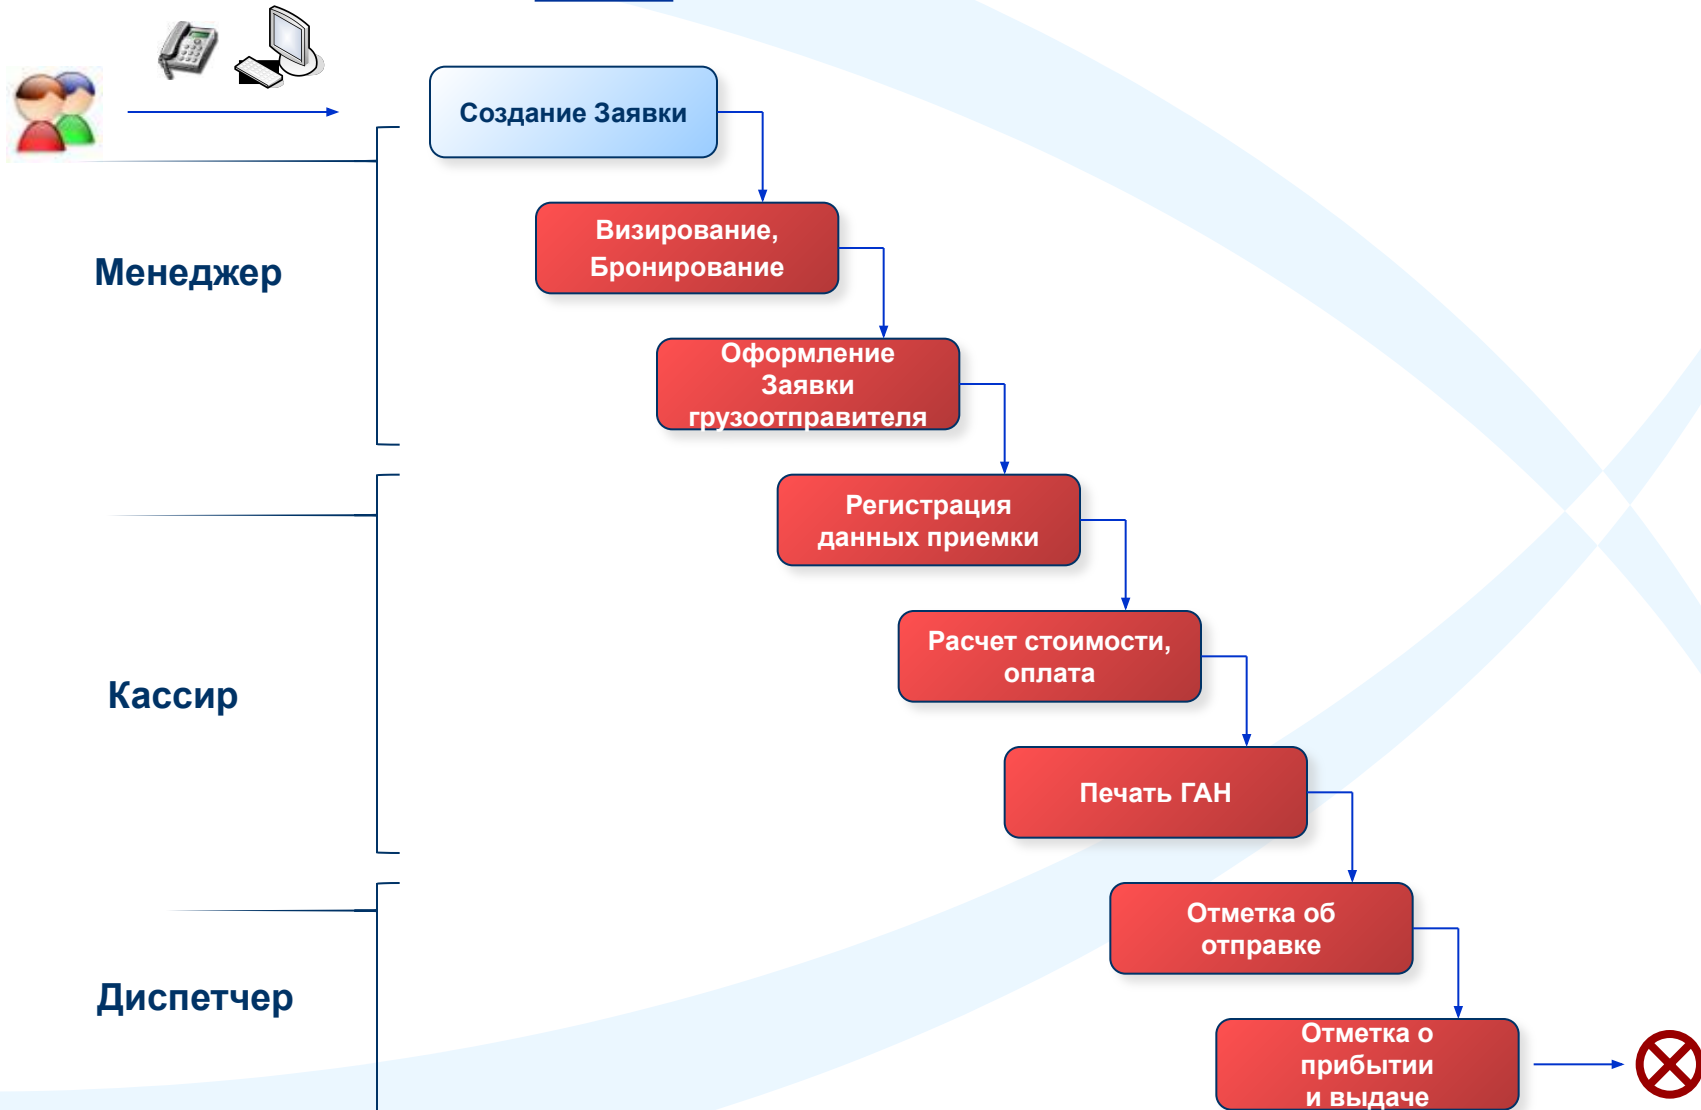 Создание Заявки
Визирование,
Бронирование
Менеджер
Оформление
Заявки
грузоотправителя
Регистрация
данных приемки
Расчет стоимости,
оплата
Кассир
Печать ГАН
Отметка об
отправке
Диспетчер
Отметка о
прибытии
и выдаче